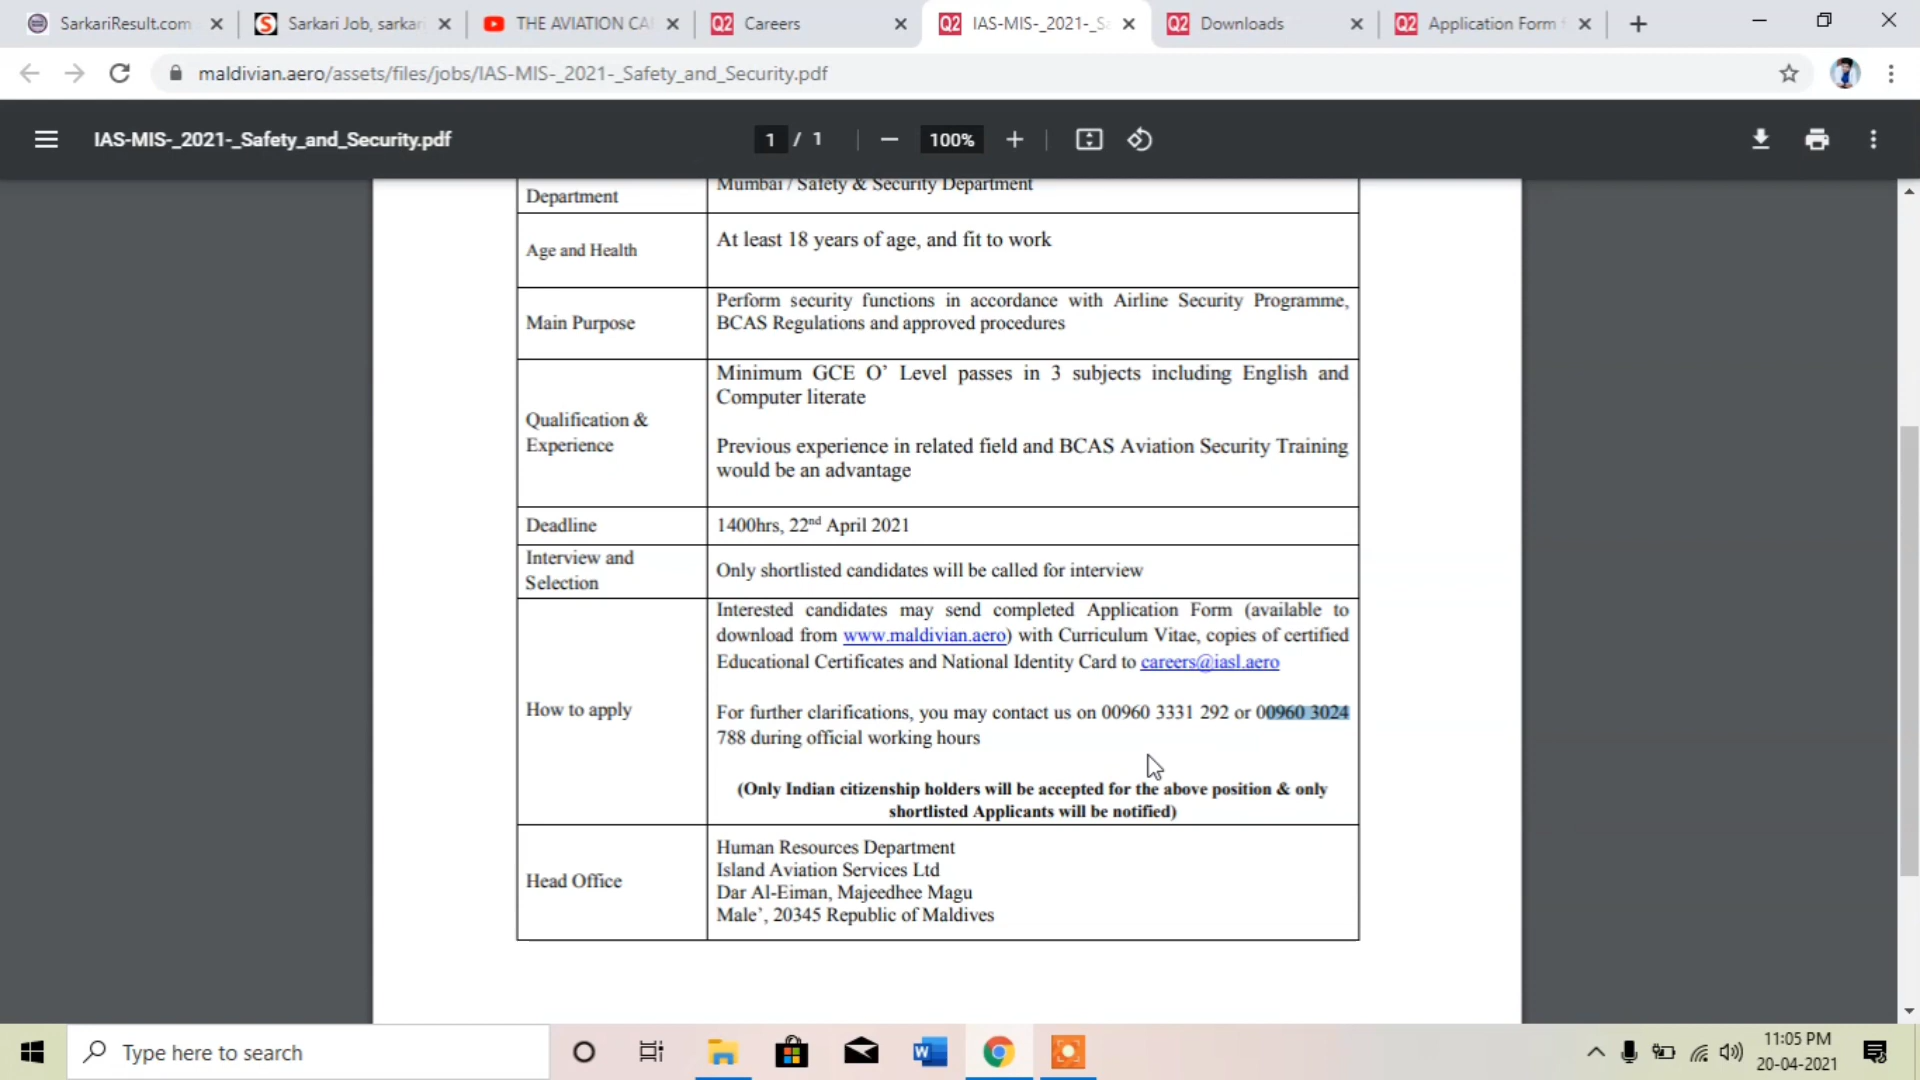 SarkariResult.com
Sarkari Job, sarkari
THE AVIATION CA
Careers
IAS-MIS-_2021-_S
Downloads
Application Form
maldivian.aero/assets/files/jobs/IAS-MIS-_2021-_Safety_and_Security.pdf
IAS-MIS-_2021-_Safety_and_Security.pdf
1 / 1
100%
Department
Mumbai / Safety & Security Department
Age and Health
At least 18 years of age, and fit to work
Main Purpose
Perform security functions in accordance with Airline Security Programme,
BCAS Regulations and approved procedures
Qualification &
Experience
Minimum GCE O’ Level passes in 3 subjects including English and
Computer literate
Previous experience in related field and BCAS Aviation Security Training
would be an advantage
Deadline
1400hrs, 22nd April 2021
Interview and
Selection
Only shortlisted candidates will be called for interview
How to apply
Interested candidates may send completed Application Form (available to
download from www.maldivian.aero) with Curriculum Vitae, copies of certified
Educational Certificates and National Identity Card to careers@iasl.aero
For further clarifications, you may contact us on 00960 3331 292 or 00960 3024
788 during official working hours
(Only Indian citizenship holders will be accepted for the above position & only
shortlisted Applicants will be notified)
Head Office
Human Resources Department
Island Aviation Services Ltd
Dar Al-Eiman, Majeedhee Magu
Male’, 20345 Republic of Maldives
Type here to search
11:05 PM
20-04-2021